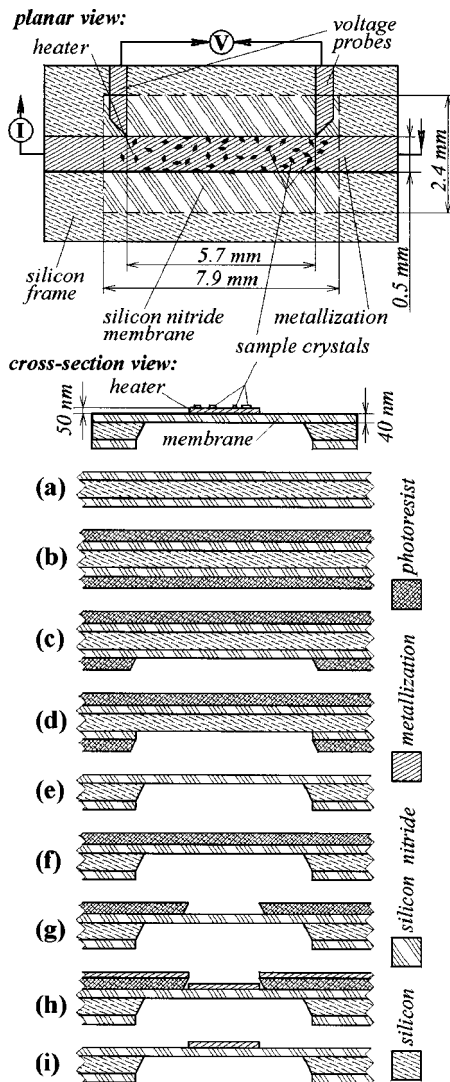 planar view:
heater
V
voltage
probes
I
2.4 mm
0.5 mm
5.7 mm
7.9 mm
silicon
frame
silicon nitride
membrane
metallization
sample crystals
cross-section view:
heater
50 nm
membrane
40 nm
(a)
(b)
(c)
(d)
(e)
(f)
(g)
(h)
(i)
photoresist
metallization
silicon nitride
silicon